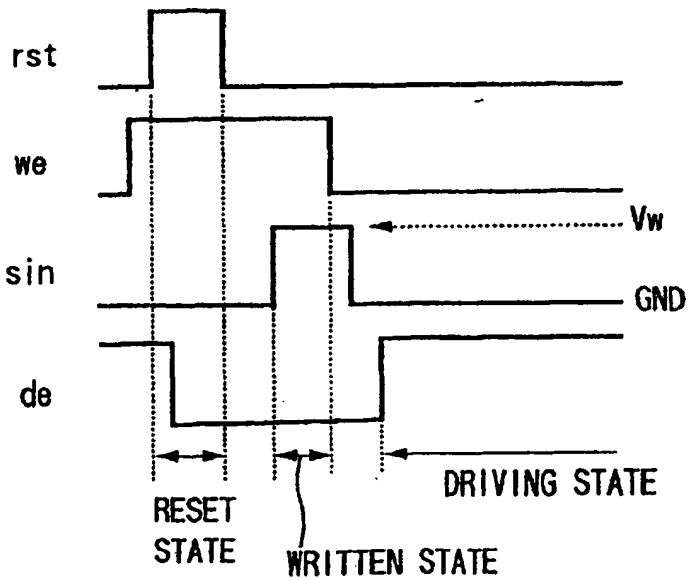 rst
we
Vw
sin
GND
de
DRIVING STATE
RESET
STATE
WRITTEN STATE